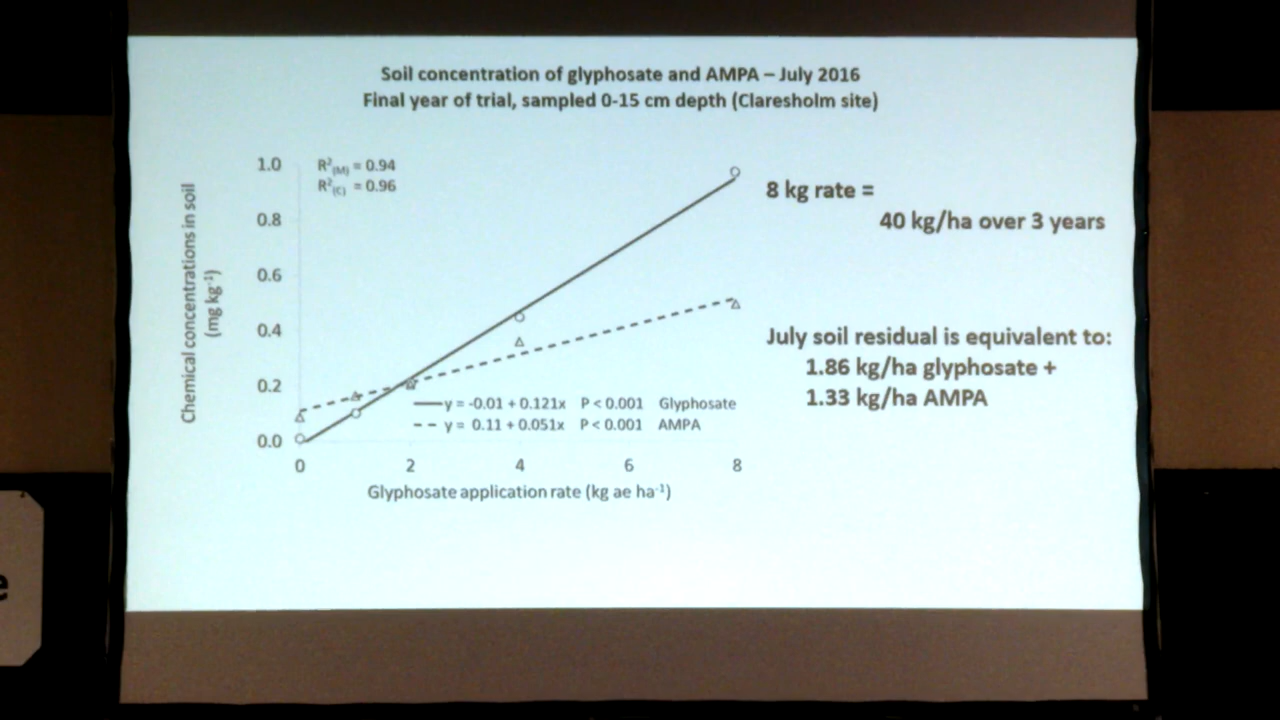 Soil concentration of glyphosate and AMPA – July 2016
Final year of trial, sampled 0-15 cm depth (Claresholm site)
R²(M) = 0.94
R²(C) = 0.96
Chemical concentrations in soil
(mg kg⁻¹)
1.0
0.8
0.6
0.4
0.2
0.0
y = -0.01 + 0.121x P < 0.001 Glyphosate
y = 0.11 + 0.051x P < 0.001 AMPA
0 2 4 6 8
Glyphosate application rate (kg ae ha⁻¹)
8 kg rate =
40 kg/ha over 3 years
July soil residual is equivalent to:
1.86 kg/ha glyphosate +
1.33 kg/ha AMPA
e